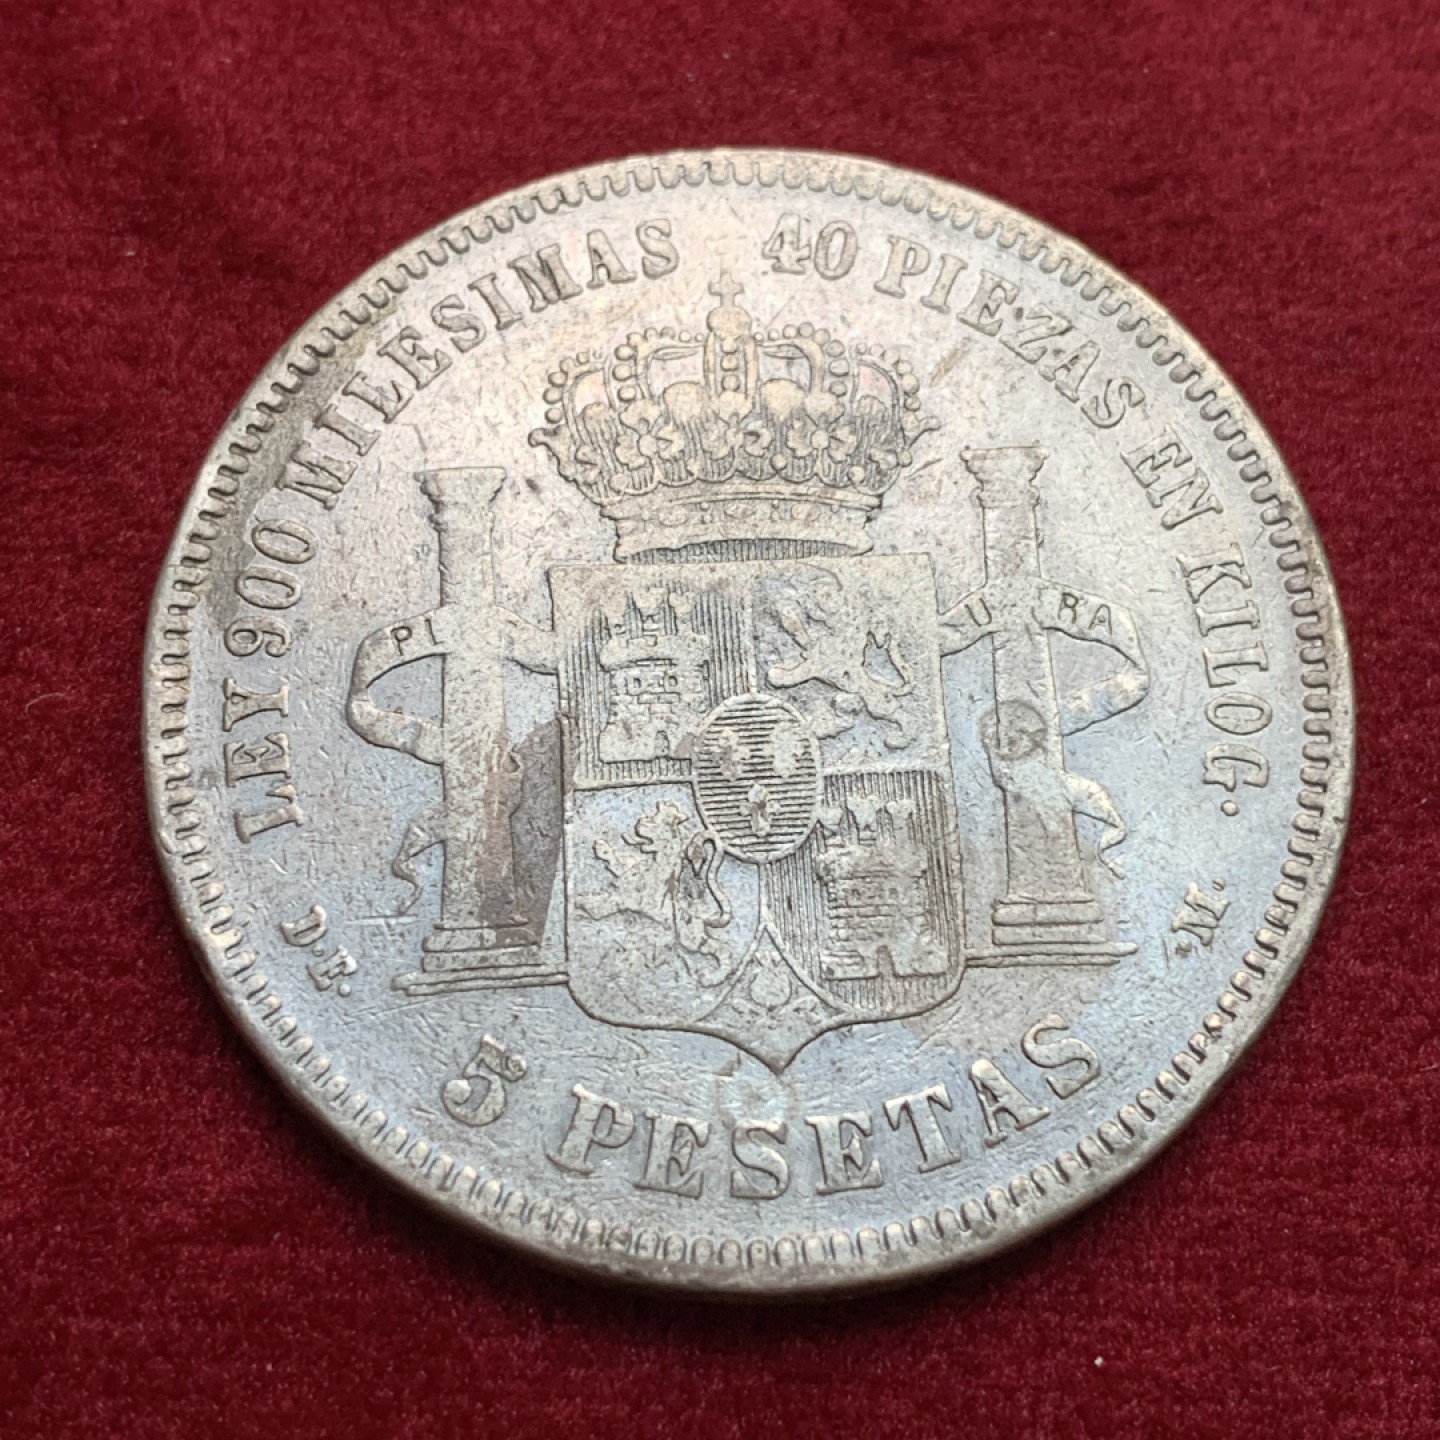 LEY 900 MILESIMAS 40 PIEZAS EN KILOG.
PL
U
RA
D.E.
.M.
5 PESETAS